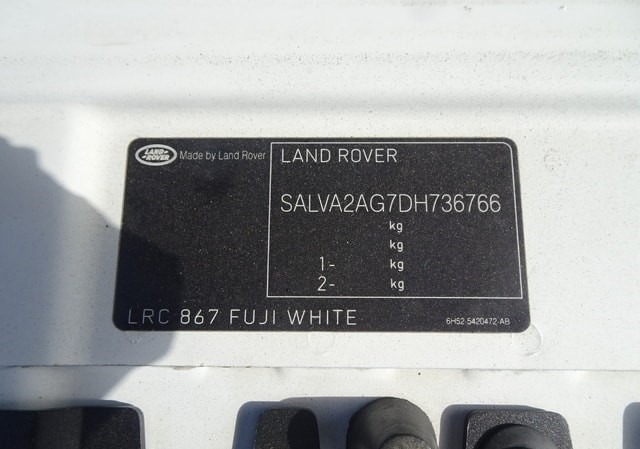 LAND-
ROVER
Made by Land Rover
LAND ROVER
SALVA2AG7DH736766
kg
kg
1- kg
2- kg
LRC 867 FUJI WHITE
6H52-5420472-AB